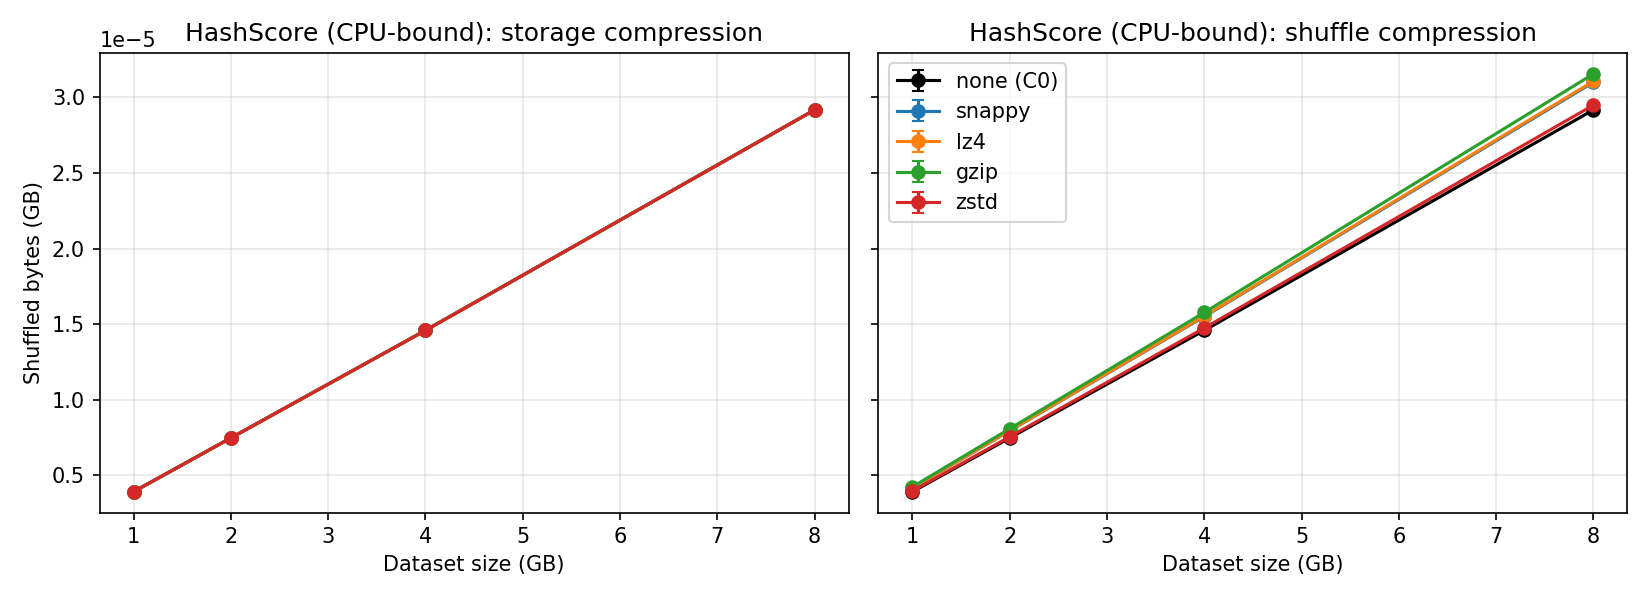 HashScore (CPU-bound): storage compression
1e−5
3.0
2.5
2.0
1.5
1.0
0.5
Shuffled bytes (GB)
1 2 3 4 5 6 7 8
Dataset size (GB)
HashScore (CPU-bound): shuffle compression
none (C0)
snappy
lz4
gzip
zstd
1 2 3 4 5 6 7 8
Dataset size (GB)